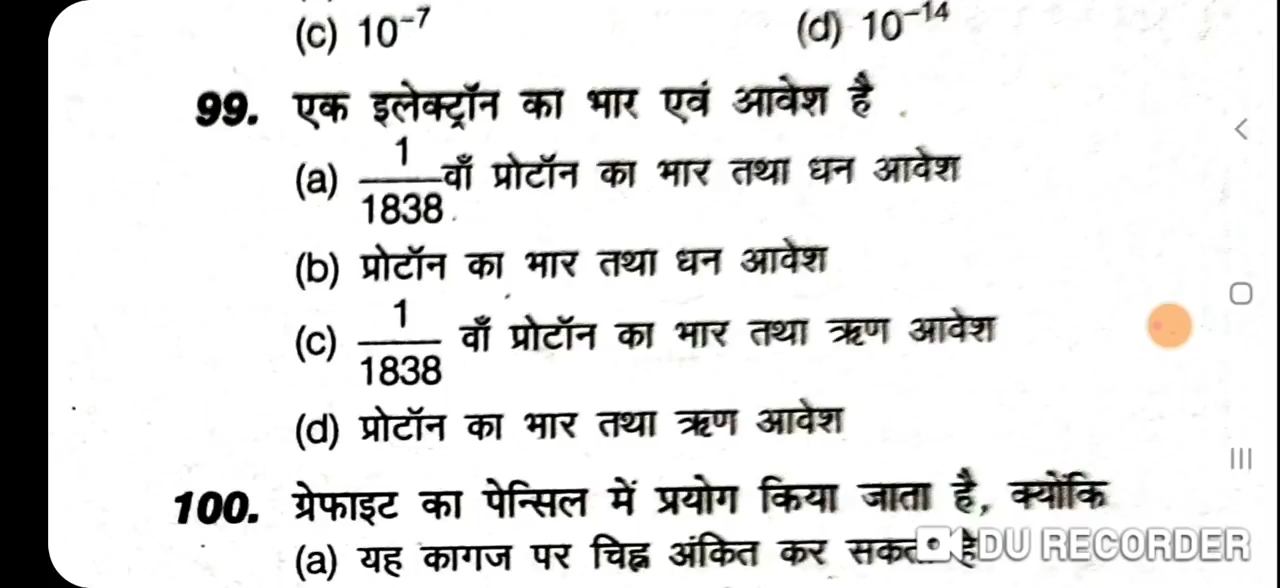 (c) 10⁻⁷ (d) 10⁻¹⁴
99. एक इलेक्ट्रॉन का भार एवं आवेश है
(a) 1/1838 वाँ प्रोटॉन का भार तथा धन आवेश
(b) प्रोटॉन का भार तथा धन आवेश
(c) 1/1838 वाँ प्रोटॉन का भार तथा ऋण आवेश
(d) प्रोटॉन का भार तथा ऋण आवेश
100. ग्रेफाइट का पेन्सिल में प्रयोग किया जाता है, क्योंकि
(a) यह कागज पर चिह्न अंकित कर है
DU RECORDER